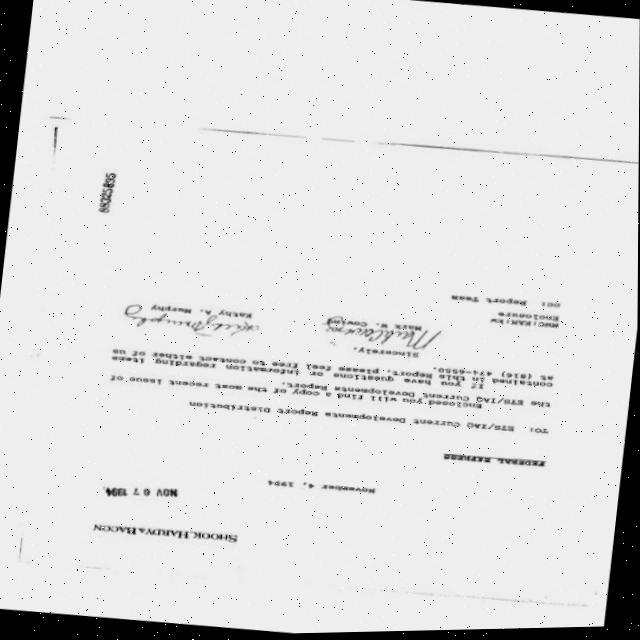 SHOOK, HARDY & BACON
NOV 07 1994
November 4, 1994
FEDERAL EXPRESS
TO: ETS/IAQ Current Developments Report Distribution
Enclosed you will find a copy of the most recent issue of
the ETS/IAQ Current Developments Report.
If you have questions or information regarding items
contained in this Report, please feel free to contact either of us
at (816) 474-6550.
Sincerely,
Mark W. Cowing
Kathy A. Murphy
MWC:KAM:kw
Enclosure
cc: Report Team